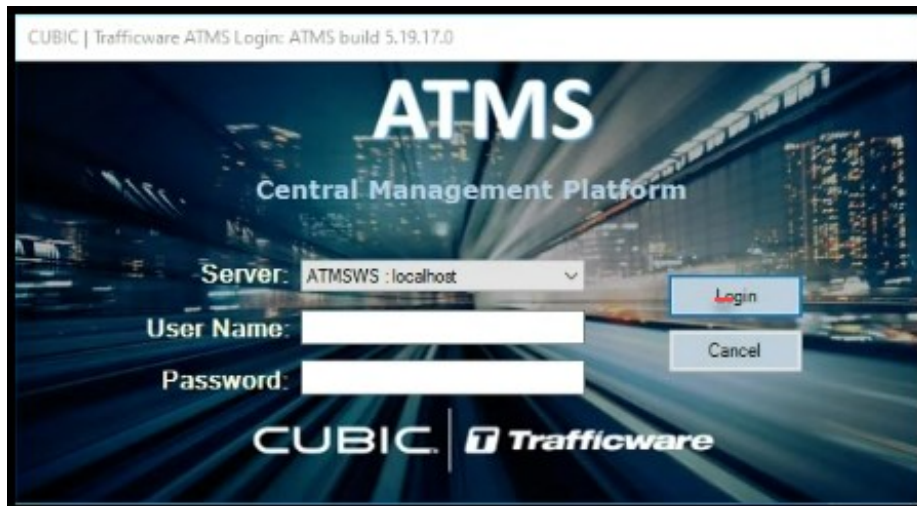 CUBIC | Trafficware ATMS Login: ATMS build 5.19.17.0
ATMS
Central Management Platform
Server: ATMSWS : localhost
Login
User Name:
Cancel
Password:
CUBIC. | T Trafficware